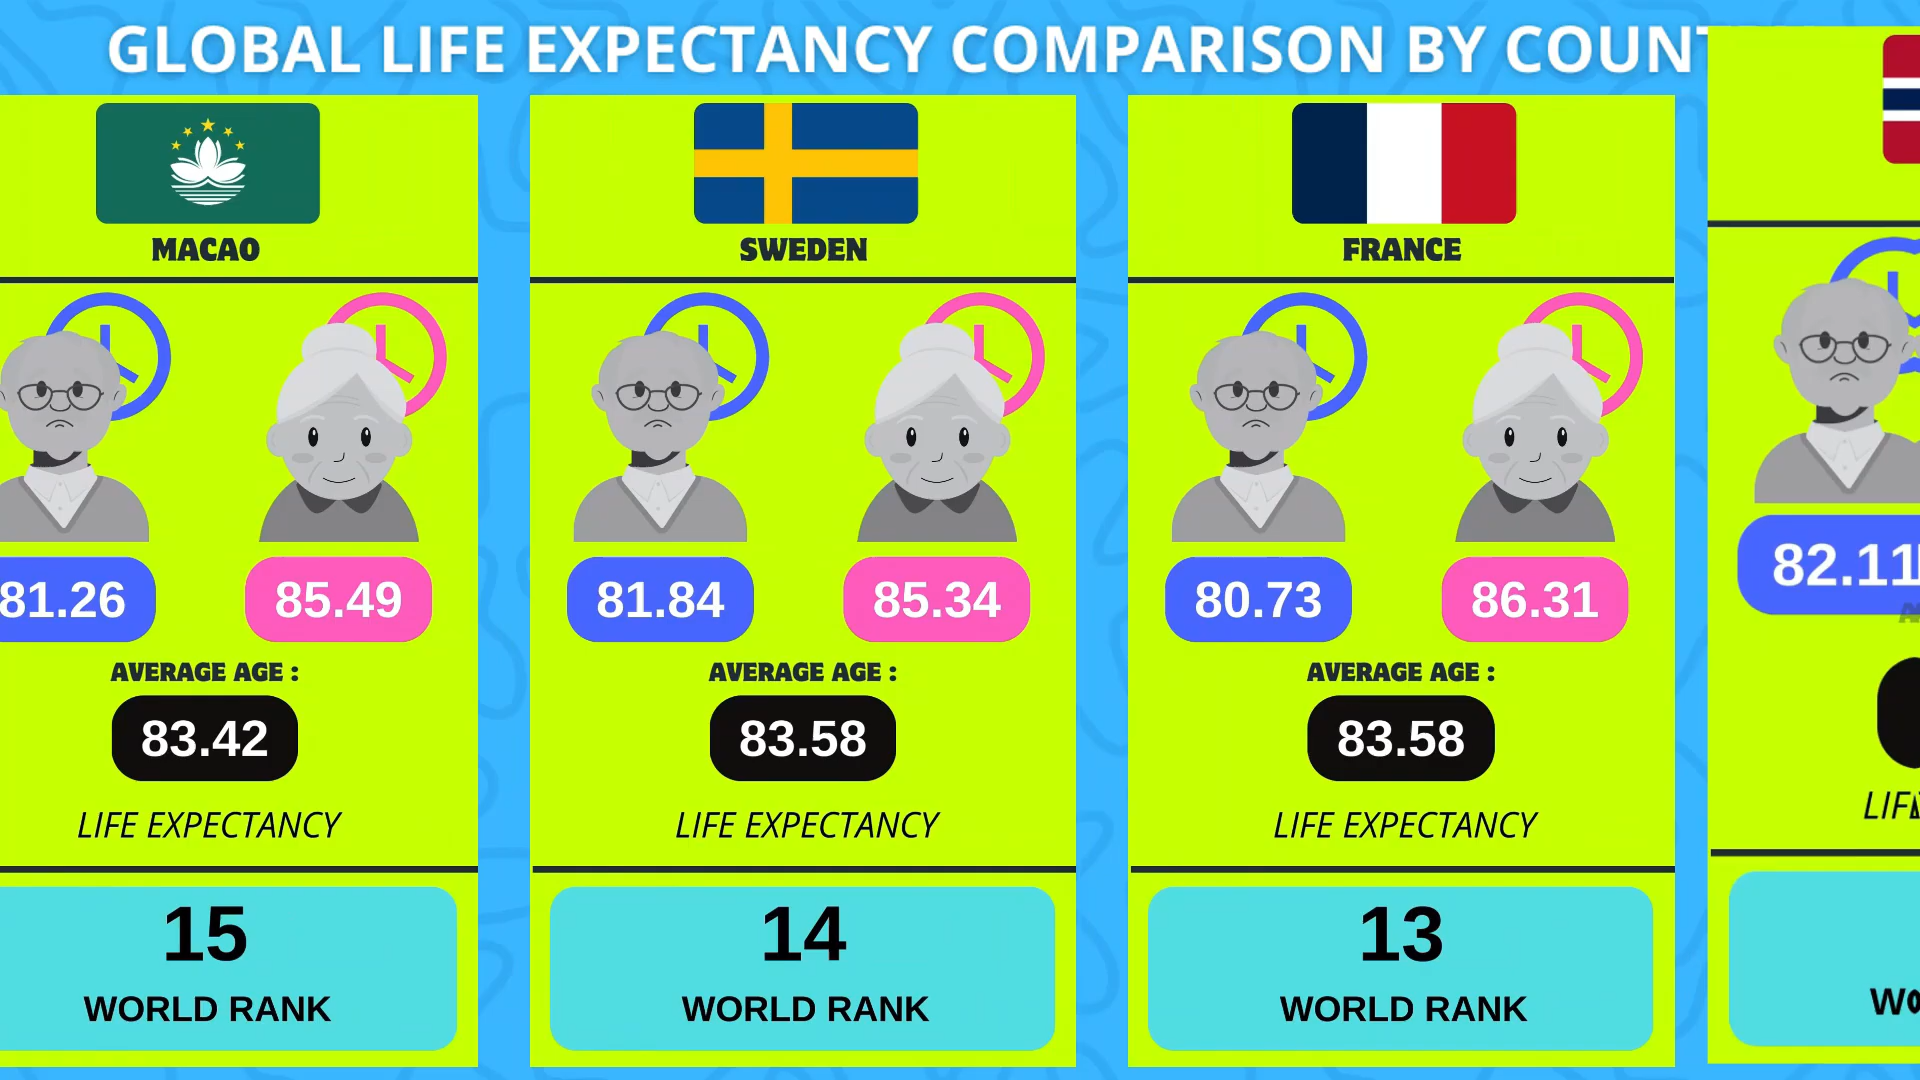 GLOBAL LIFE EXPECTANCY COMPARISON BY COUNT
MACAO
81.26
85.49
AVERAGE AGE :
83.42
LIFE EXPECTANCY
15
WORLD RANK
SWEDEN
81.84
85.34
AVERAGE AGE :
83.58
LIFE EXPECTANCY
14
WORLD RANK
FRANCE
80.73
86.31
AVERAGE AGE :
83.58
LIFE EXPECTANCY
13
WORLD RANK
82.11